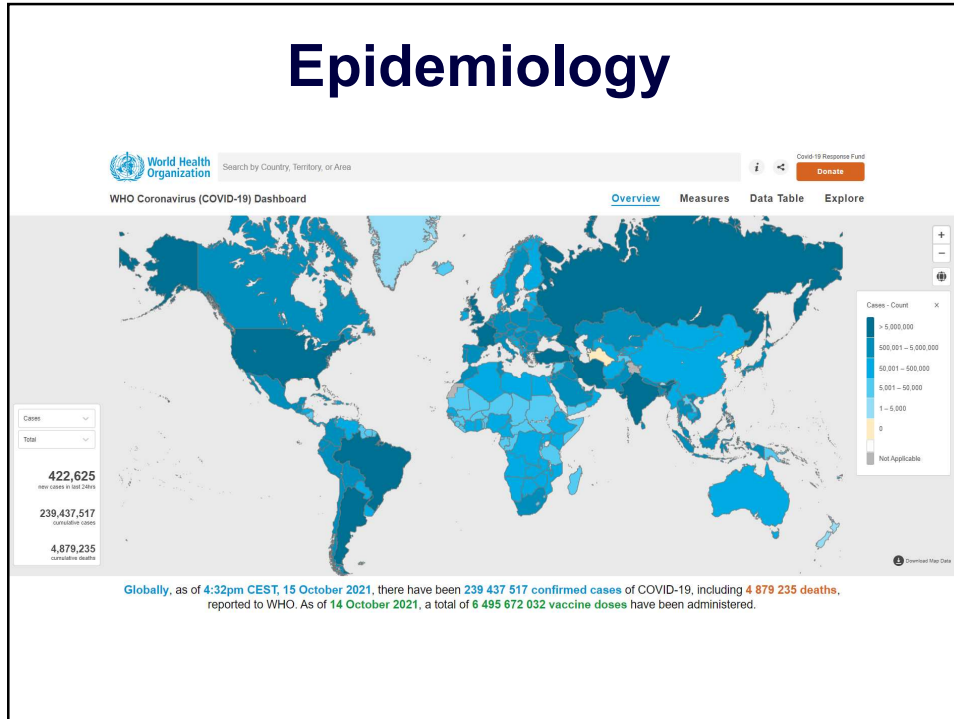 Epidemiology
World Health
Organization
Search by Country, Territory, or Area
i
Covid-19 Response Fund
Donate
WHO Coronavirus (COVID-19) Dashboard
Overview Measures Data Table Explore
+
−
Cases - Count ×
> 5,000,000
500,001 – 5,000,000
50,001 – 500,000
5,001 – 50,000
1 – 5,000
0
Not Applicable
Cases
Total
422,625
new cases in last 24hrs
239,437,517
cumulative cases
4,879,235
cumulative deaths
Download Map Data
Globally, as of 4:32pm CEST, 15 October 2021, there have been 239 437 517 confirmed cases of COVID-19, including 4 879 235 deaths,
reported to WHO. As of 14 October 2021, a total of 6 495 672 032 vaccine doses have been administered.